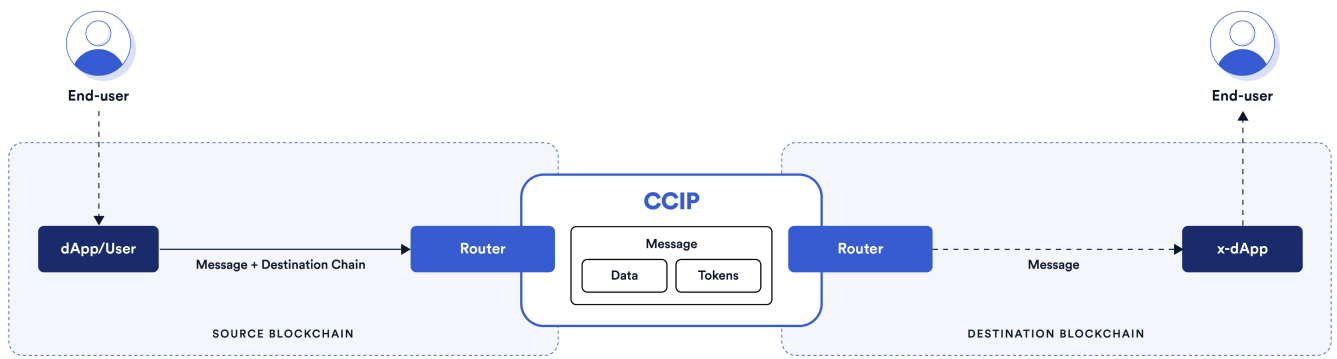 End-user
End-user
CCIP
dApp/User
Message + Destination Chain
Router
Message
Data
Tokens
Router
Message
x-dApp
SOURCE BLOCKCHAIN
DESTINATION BLOCKCHAIN